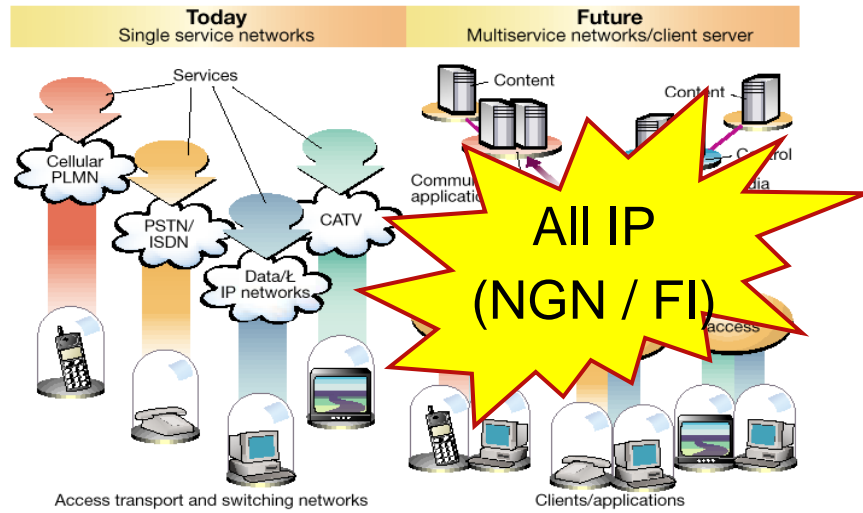 Today
Single service networks
Future
Multiservice networks/client server
Services
Content
Content
Cellular
PLMN
Control
PSTN/
ISDN
CATV
Data/Ł
IP networks
All IP
(NGN / FI)
access
Access transport and switching networks
Clients/applications